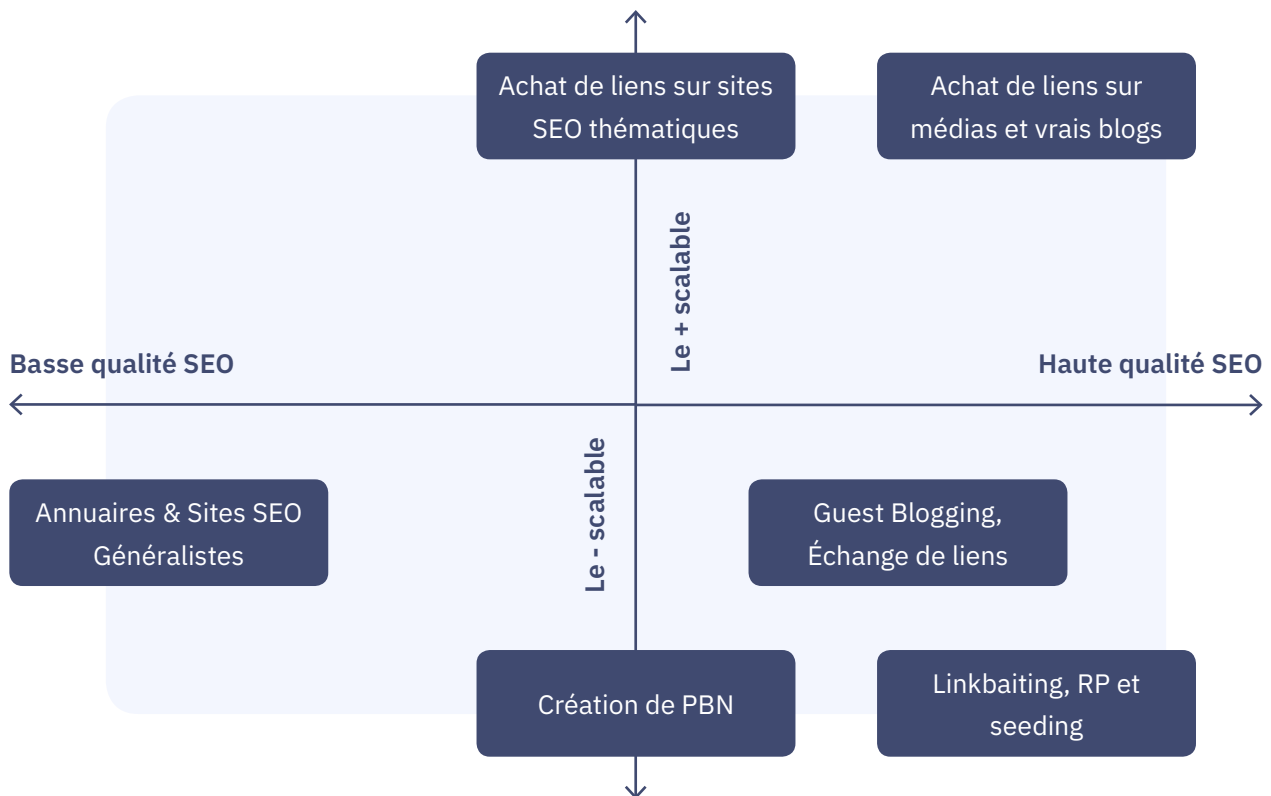 Achat de liens sur sites
SEO thématiques
Achat de liens sur
médias et vrais blogs
Le + scalable
Basse qualité SEO
Haute qualité SEO
Le - scalable
Annuaires & Sites SEO
Généralistes
Guest Blogging,
Échange de liens
Création de PBN
Linkbaiting, RP et
seeding